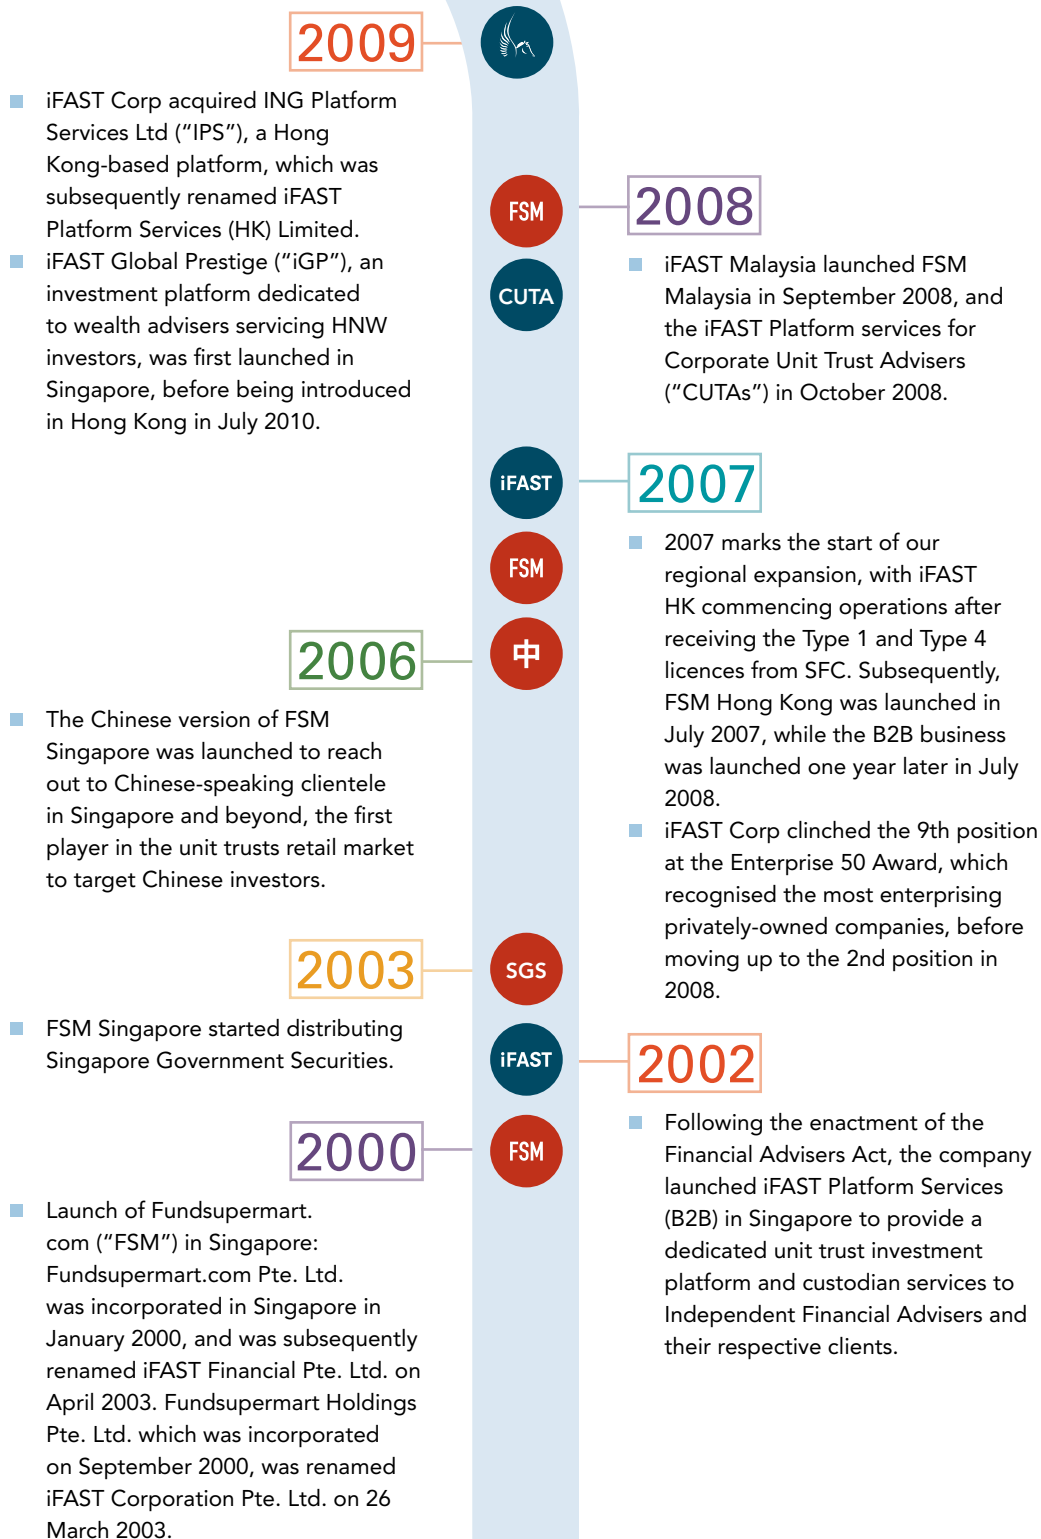 2009
iFAST Corp acquired ING Platform
Services Ltd (“IPS”), a Hong
Kong-based platform, which was
subsequently renamed iFAST
Platform Services (HK) Limited.
iFAST Global Prestige (“iGP”), an
investment platform dedicated
to wealth advisers servicing HNW
investors, was first launched in
Singapore, before being introduced
in Hong Kong in July 2010.
FSM
CUTA
2008
iFAST Malaysia launched FSM
Malaysia in September 2008, and
the iFAST Platform services for
Corporate Unit Trust Advisers
(“CUTAs”) in October 2008.
iFAST
FSM
2007
2007 marks the start of our
regional expansion, with iFAST
HK commencing operations after
receiving the Type 1 and Type 4
licences from SFC. Subsequently,
FSM Hong Kong was launched in
July 2007, while the B2B business
was launched one year later in July
2008.
iFAST Corp clinched the 9th position
at the Enterprise 50 Award, which
recognised the most enterprising
privately-owned companies, before
moving up to the 2nd position in
2008.
2006
中
The Chinese version of FSM
Singapore was launched to reach
out to Chinese-speaking clientele
in Singapore and beyond, the first
player in the unit trusts retail market
to target Chinese investors.
2003
SGS
FSM Singapore started distributing
Singapore Government Securities.
iFAST
2002
Following the enactment of the
Financial Advisers Act, the company
launched iFAST Platform Services
(B2B) in Singapore to provide a
dedicated unit trust investment
platform and custodian services to
Independent Financial Advisers and
their respective clients.
2000
FSM
Launch of Fundsupermart.
com (“FSM”) in Singapore:
Fundsupermart.com Pte. Ltd.
was incorporated in Singapore in
January 2000, and was subsequently
renamed iFAST Financial Pte. Ltd. on
April 2003. Fundsupermart Holdings
Pte. Ltd. which was incorporated
on September 2000, was renamed
iFAST Corporation Pte. Ltd. on 26
March 2003.